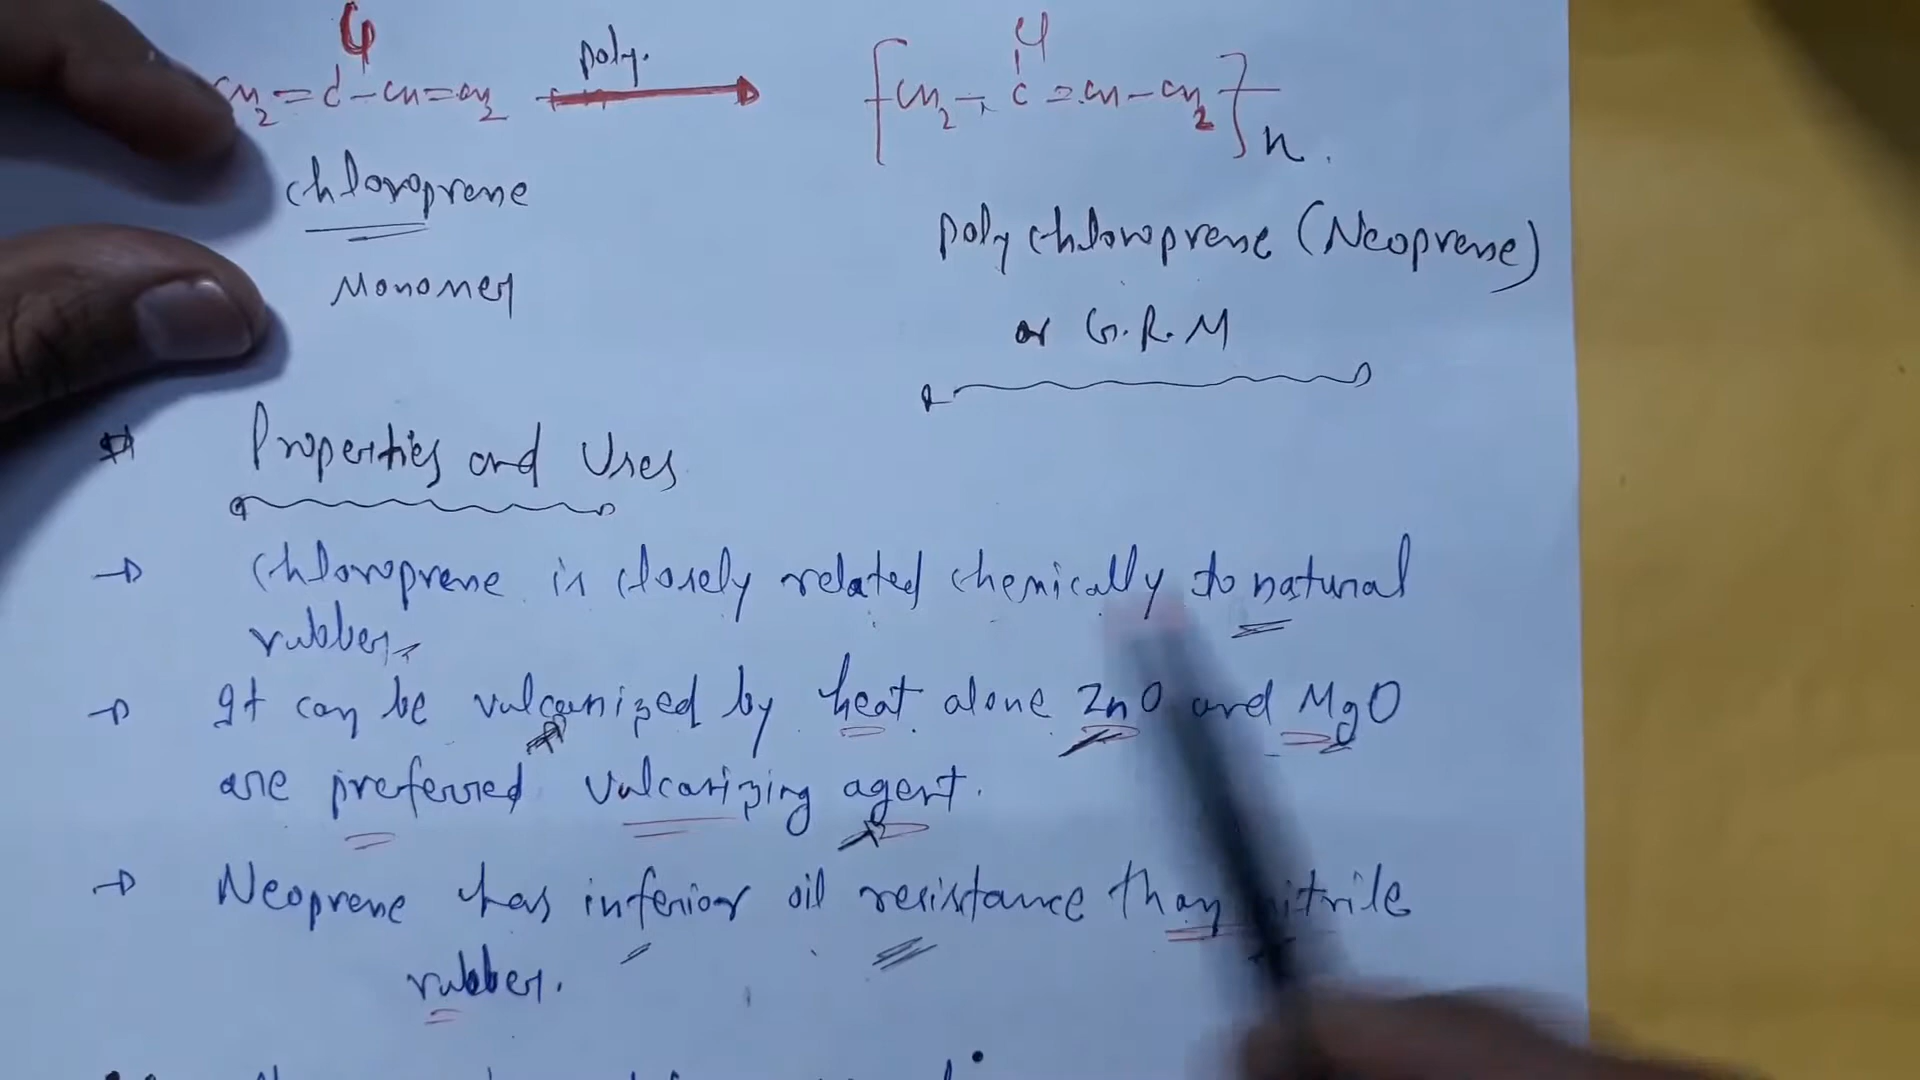 Cl Cl
CH2=C-CH=CH2 poly. [CH2-C=CH-CH2]n.
chloroprene
Monomer
polychloroprene (Neoprene)
or G.R.M
Properties and Uses
→ Chloroprene is closely related chemically to natural
rubber.
→ It can be vulcanized by heat alone ZnO and MgO
are preferred vulcanizing agent.
→ Neoprene has inferior oil resistance than nitrile
rubber.